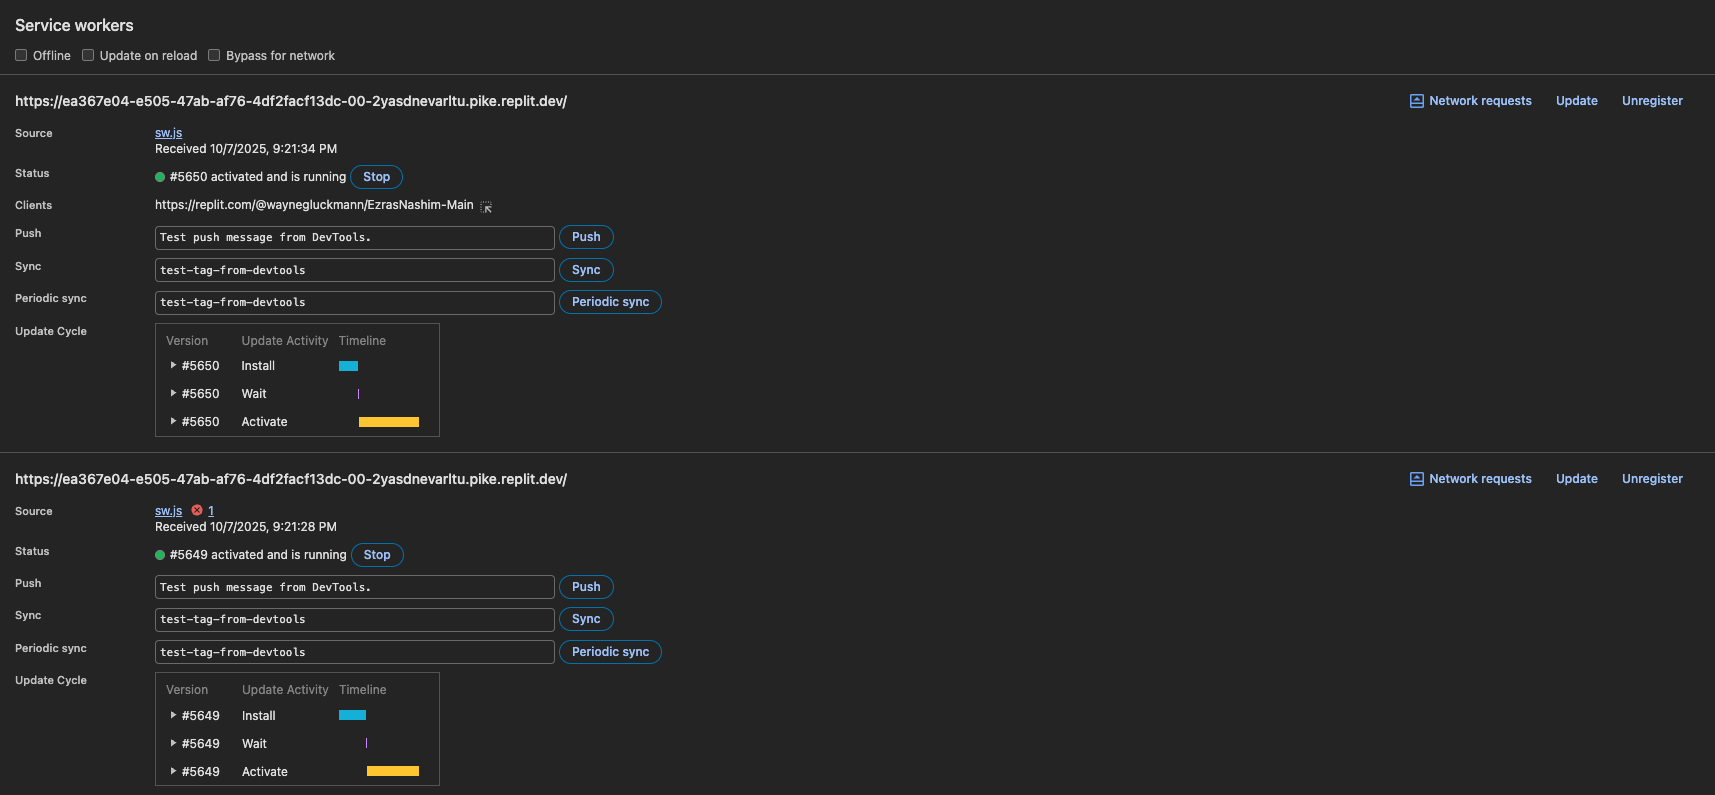 Service workers
Offline Update on reload Bypass for network
https://ea367e04-e505-47ab-af76-4df2facf13dc-00-2yasdnevarltu.pike.replit.dev/ Network requests Update Unregister
Source sw.js
Received 10/7/2025, 9:21:34 PM
Status #5650 activated and is running Stop
Clients https://replit.com/@waynegluckmann/EzrasNashim-Main
Push Test push message from DevTools. Push
Sync test-tag-from-devtools Sync
Periodic sync test-tag-from-devtools Periodic sync
Update Cycle
Version Update Activity Timeline
#5650 Install
#5650 Wait
#5650 Activate
https://ea367e04-e505-47ab-af76-4df2facf13dc-00-2yasdnevarltu.pike.replit.dev/ Network requests Update Unregister
Source sw.js 1
Received 10/7/2025, 9:21:28 PM
Status #5649 activated and is running Stop
Push Test push message from DevTools. Push
Sync test-tag-from-devtools Sync
Periodic sync test-tag-from-devtools Periodic sync
Update Cycle
Version Update Activity Timeline
#5649 Install
#5649 Wait
#5649 Activate